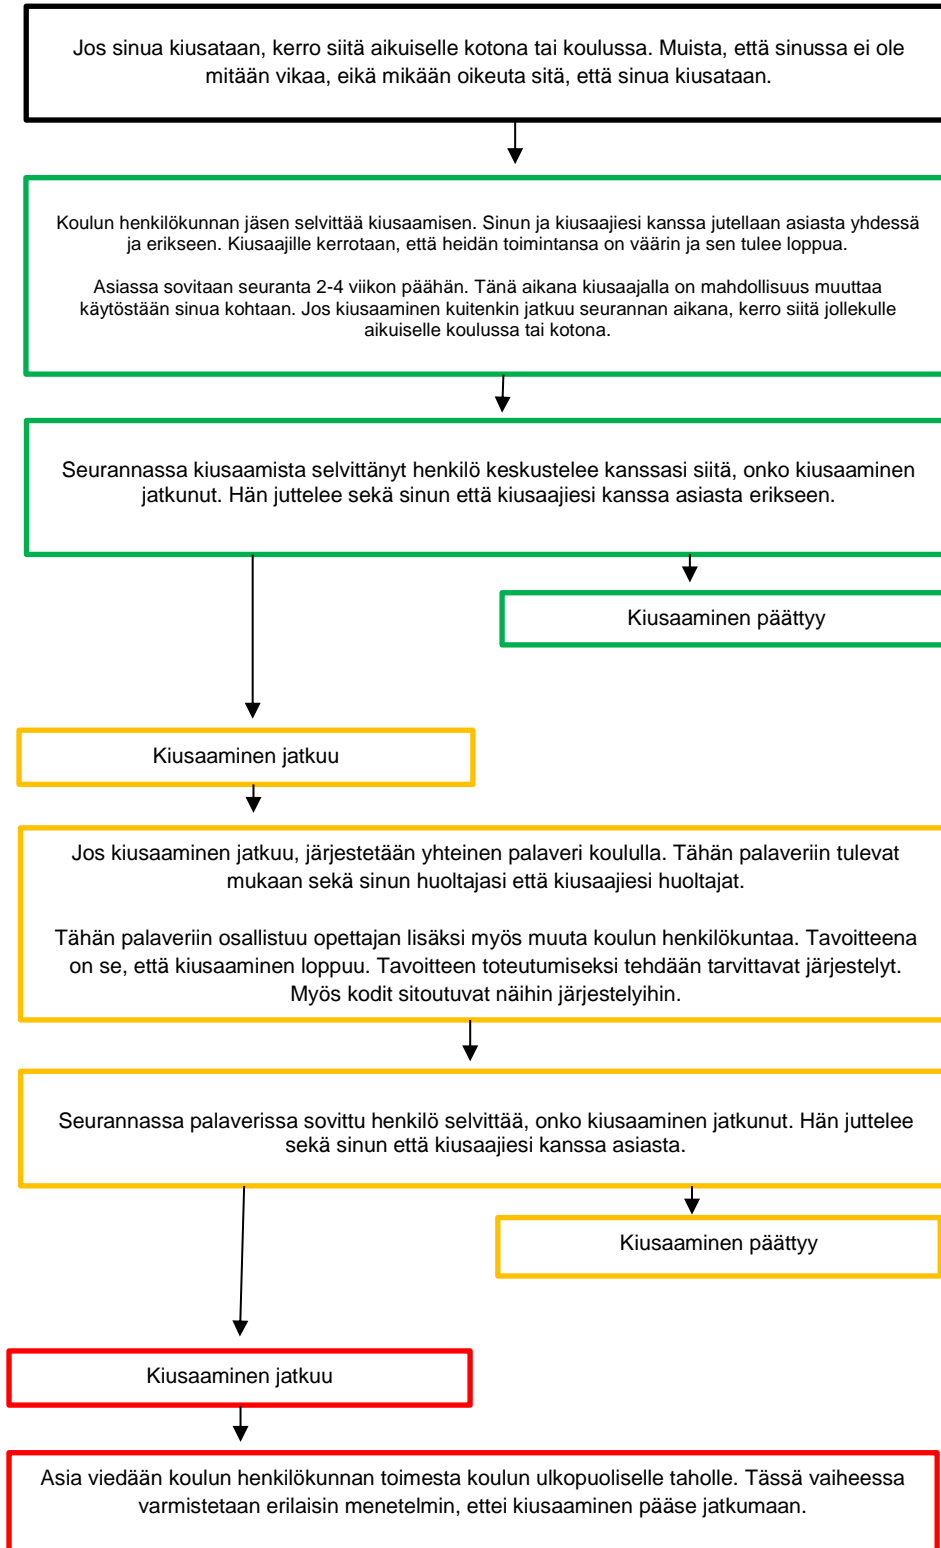 Jos sinua kiusataan, kerro siitä aikuiselle kotona tai koulussa. Muista, että sinussa ei ole
mitään vikaa, eikä mikään oikeuta sitä, että sinua kiusataan.
Koulun henkilökunnan jäsen selvittää kiusaamisen. Sinun ja kiusaajiesi kanssa jutellaan asiasta yhdessä
ja erikseen. Kiusaajille kerrotaan, että heidän toimintansa on väärin ja sen tulee loppua.
Asiassa sovitaan seuranta 2-4 viikon päähän. Tänä aikana kiusaajalla on mahdollisuus muuttaa
käytöstään sinua kohtaan. Jos kiusaaminen kuitenkin jatkuu seurannan aikana, kerro siitä jollekulle
aikuiselle koulussa tai kotona.
Seurannassa kiusaamista selvittänyt henkilö keskustelee kanssasi siitä, onko kiusaaminen
jatkunut. Hän juttelee sekä sinun että kiusaajiesi kanssa asiasta erikseen.
Kiusaaminen päättyy
Kiusaaminen jatkuu
Jos kiusaaminen jatkuu, järjestetään yhteinen palaveri koululla. Tähän palaveriin tulevat
mukaan sekä sinun huoltajasi että kiusaajiesi huoltajat.
Tähän palaveriin osallistuu opettajan lisäksi myös muuta koulun henkilökuntaa. Tavoitteena
on se, että kiusaaminen loppuu. Tavoitteen toteutumiseksi tehdään tarvittavat järjestelyt.
Myös kodit sitoutuvat näihin järjestelyihin.
Seurannassa palaverissa sovittu henkilö selvittää, onko kiusaaminen jatkunut. Hän juttelee
sekä sinun että kiusaajiesi kanssa asiasta.
Kiusaaminen päättyy
Kiusaaminen jatkuu
Asia viedään koulun henkilökunnan toimesta koulun ulkopuoliselle taholle. Tässä vaiheessa
varmistetaan erilaisin menetelmin, ettei kiusaaminen pääse jatkumaan.